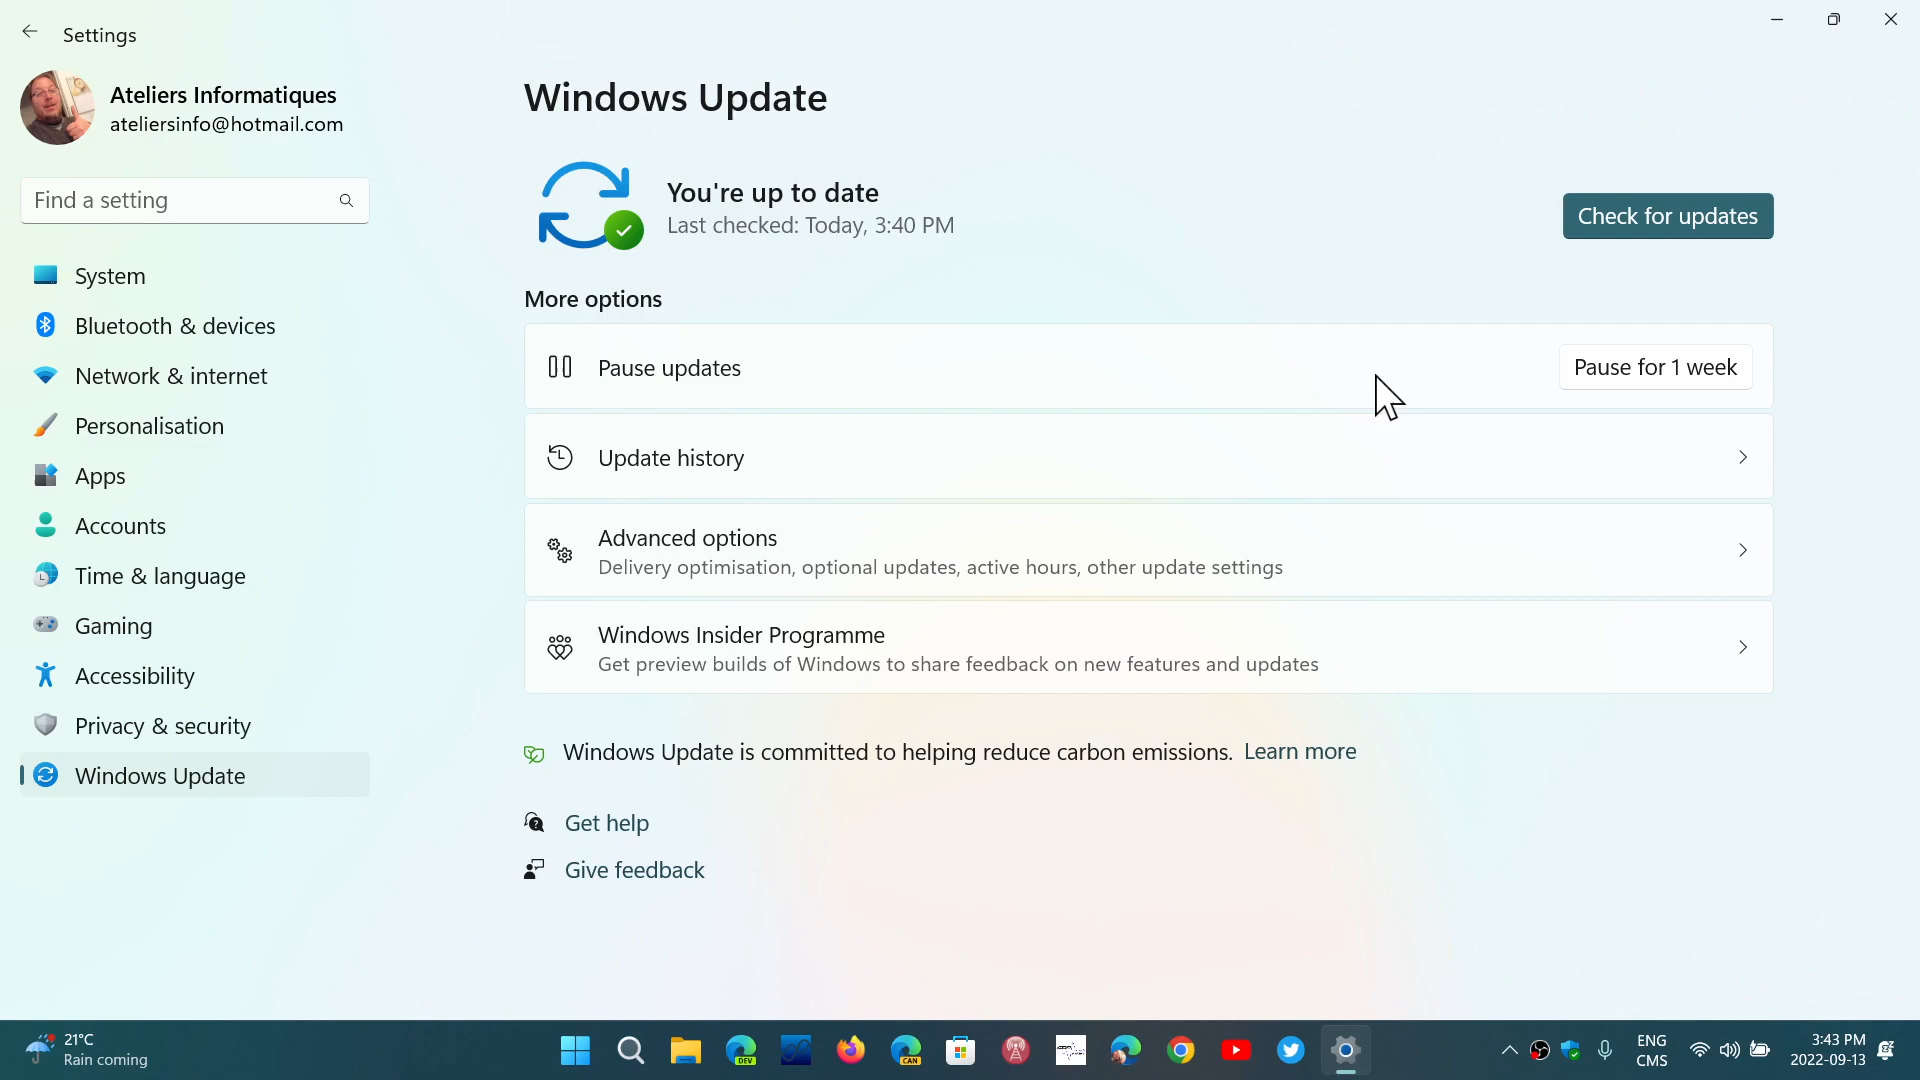 Settings
Ateliers Informatiques
ateliersinfo@hotmail.com
Find a setting
System
Bluetooth & devices
Network & internet
Personalisation
Apps
Accounts
Time & language
Gaming
Accessibility
Privacy & security
Windows Update
Windows Update
You're up to date
Last checked: Today, 3:40 PM
Check for updates
More options
Pause updates
Pause for 1 week
Update history
Advanced options
Delivery optimisation, optional updates, active hours, other update settings
Windows Insider Programme
Get preview builds of Windows to share feedback on new features and updates
Windows Update is committed to helping reduce carbon emissions. Learn more
Get help
Give feedback
21°C
Rain coming
DEV
CAN
ENG
CMS
3:43 PM
2022-09-13